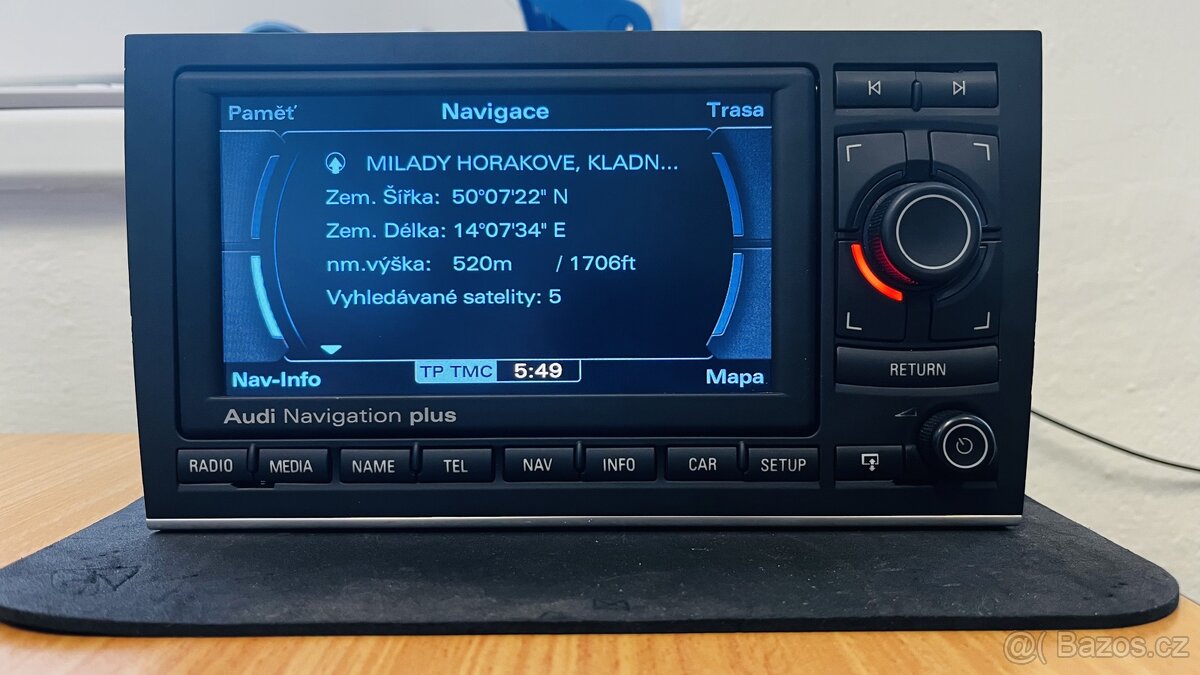 Paměť Navigace Trasa
MILADY HORAKOVE, KLADN...
Zem. Šířka: 50°07'22" N
Zem. Délka: 14°07'34" E
nm.výška: 520m / 1706ft
Vyhledávané satelity: 5
Nav-Info TP TMC 5:49 Mapa
Audi Navigation plus
RETURN
RADIO MEDIA NAME TEL NAV INFO CAR SETUP
@( Bazos.cz